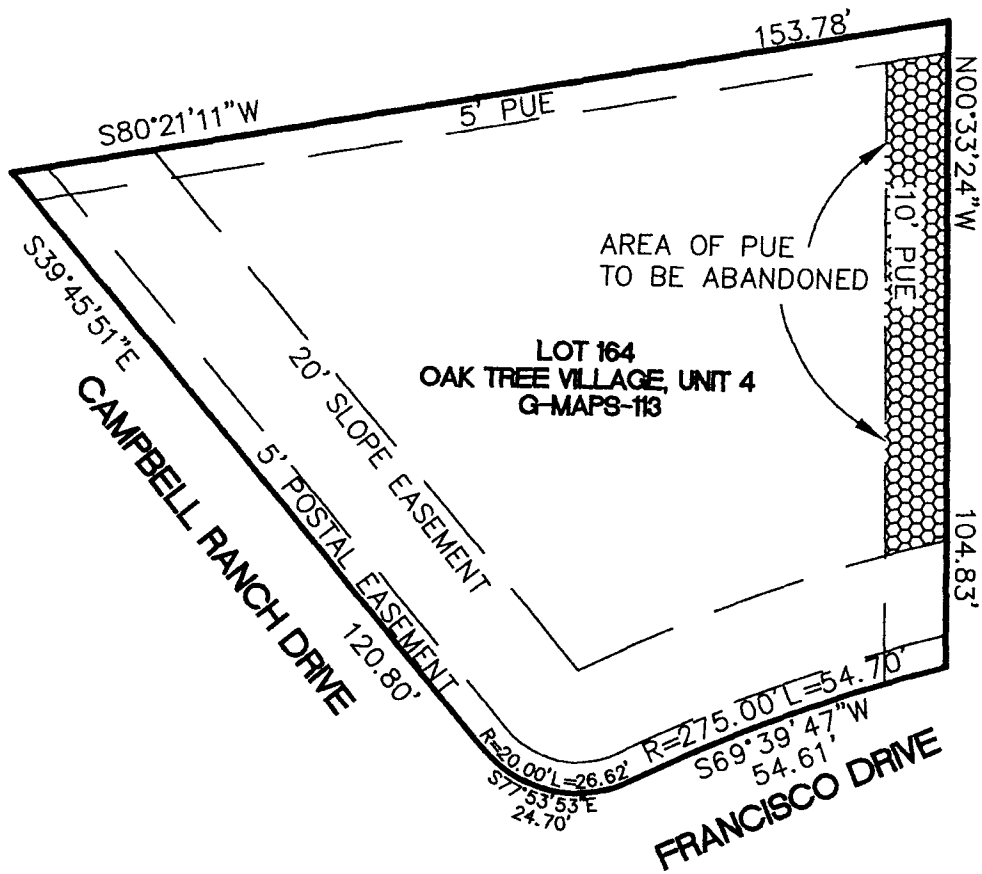 153.78'
S80°21'11"W
5' PUE
N00°33'24"W
10' PUE
AREA OF PUE
TO BE ABANDONED
S39°45'51"E
LOT 164
OAK TREE VILLAGE, UNIT 4
G-MAPS-113
20' SLOPE EASEMENT
5' POSTAL EASEMENT
CAMPBELL RANCH DRIVE
120.80'
104.83'
R=20.00' L=26.62'
S77°53'53"E
24.70'
R=275.00' L=54.70'
S69°39'47"W
54.61'
FRANCISCO DRIVE